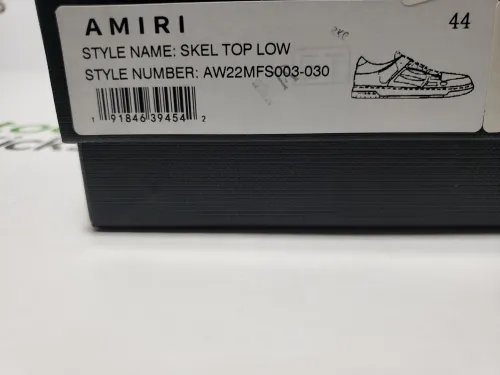 AMIRI
44
STYLE NAME: SKEL TOP LOW
STYLE NUMBER: AW22MFS003-030
1 91846 39454 2